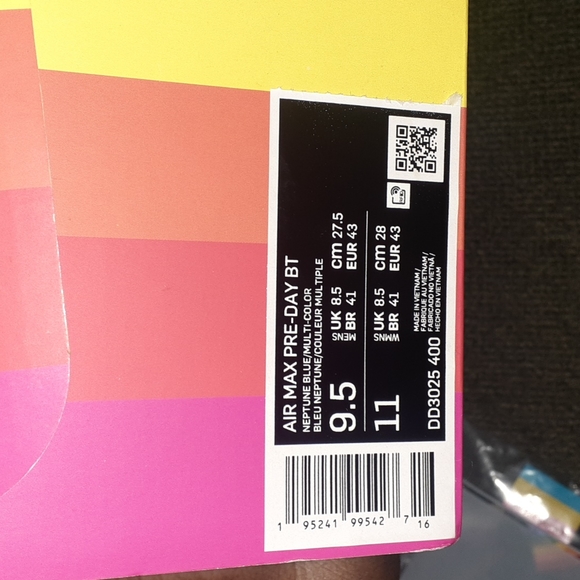 AIR MAX PRE-DAY BT
NEPTUNE BLUE/MULTI-COLOR
BLEU NEPTUNE/COULEUR MULTIPLE
9.5 MENS UK 8.5 cm 27.5
BR 41 EUR 43
11 WMNS UK 8.5 cm 28
BR 41 EUR 43
DD3025 400
MADE IN VIETNAM /
FABRIQUE AU VIETNAM /
FABRICADO NO VIETNÃ /
HECHO EN VIETNAM
1 95241 99542 7 16